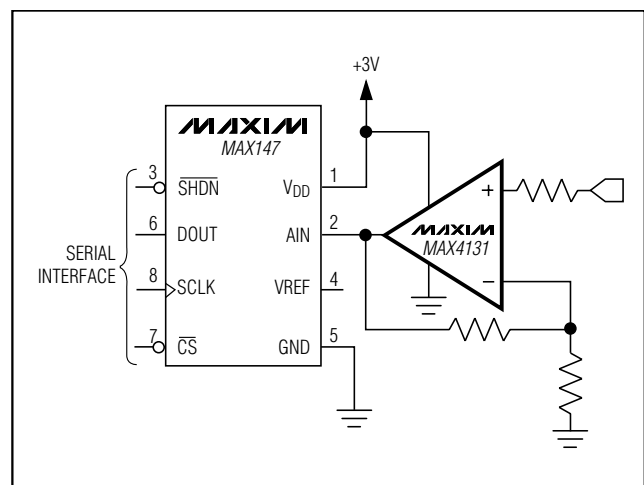 +3V
MAXIM
MAX147
3
SHDN
1
VDD
6
DOUT
2
AIN
+
MAXIM
MAX4131
−
SERIAL
INTERFACE
8
SCLK
4
VREF
7
CS
5
GND